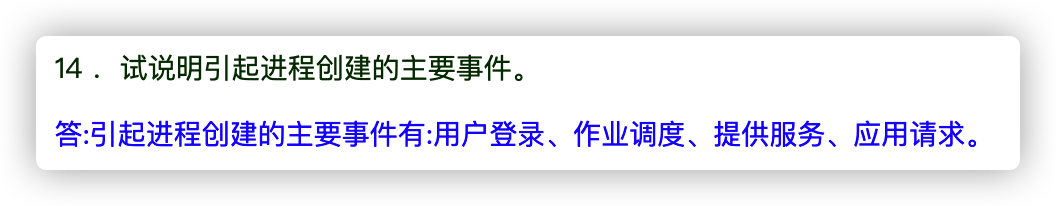 14 ．试说明引起进程创建的主要事件。
答:引起进程创建的主要事件有:用户登录、作业调度、提供服务、应用请求。